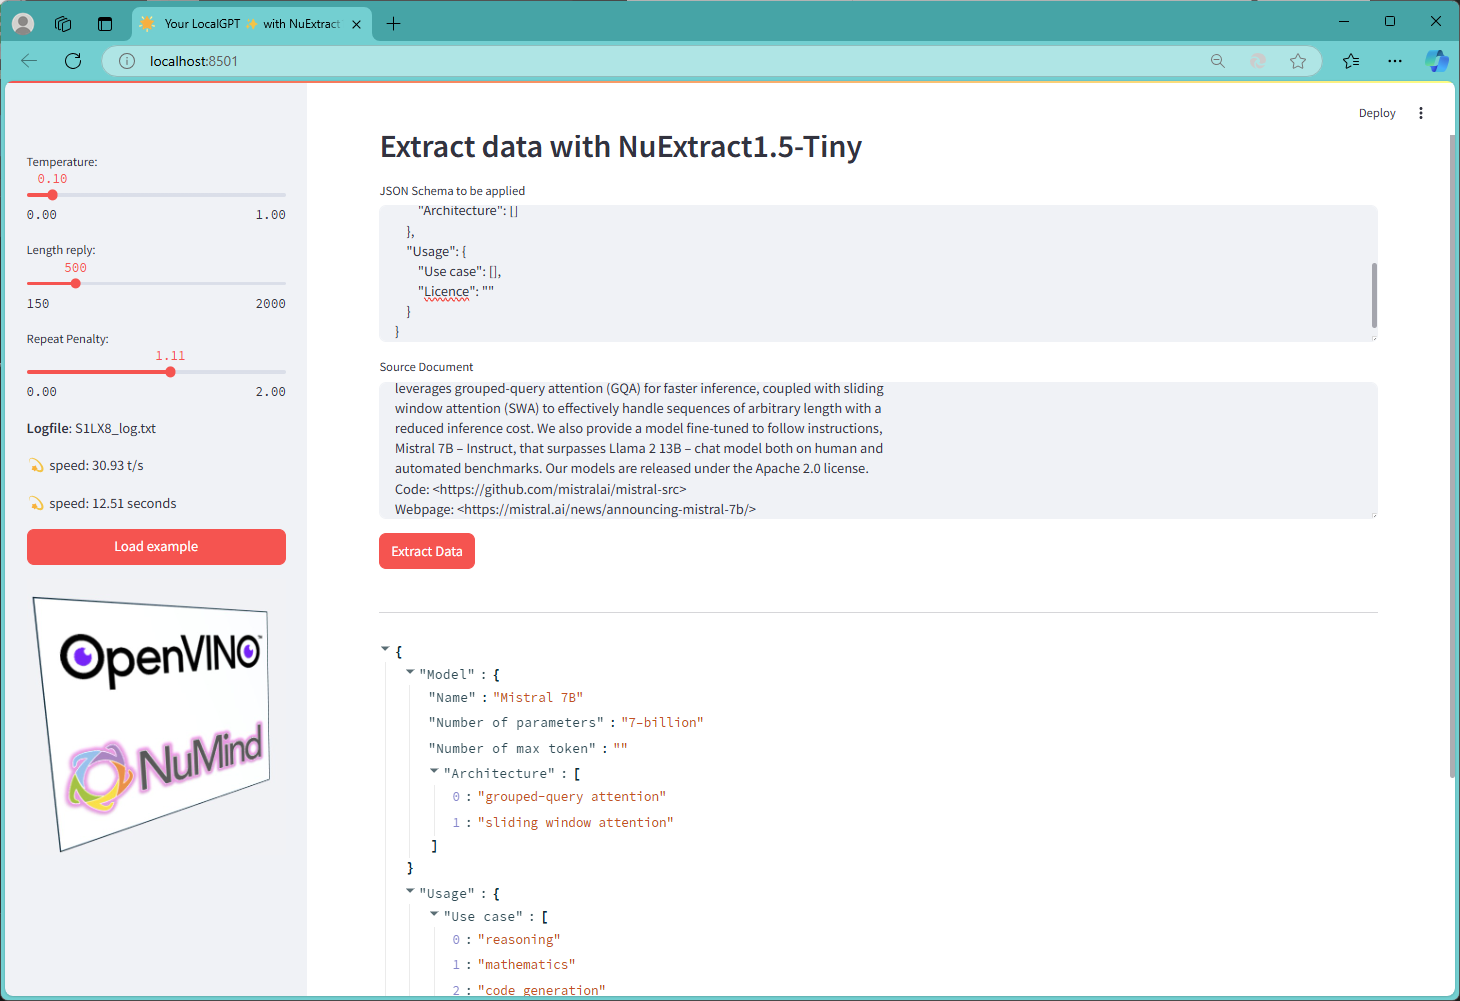 Your LocalGPT ✨ with NuExtract
localhost:8501
Deploy
Temperature:
0.10
0.00 1.00
Length reply:
500
150 2000
Repeat Penalty:
1.11
0.00 2.00
Logfile: S1LX8_log.txt
💫 speed: 30.93 t/s
💫 speed: 12.51 seconds
Load example
OpenVINO™
NuMind
Extract data with NuExtract1.5-Tiny
JSON Schema to be applied
"Architecture": []
},
"Usage": {
"Use case": [],
"Licence": ""
}
}
Source Document
leverages grouped-query attention (GQA) for faster inference, coupled with sliding
window attention (SWA) to effectively handle sequences of arbitrary length with a
reduced inference cost. We also provide a model fine-tuned to follow instructions,
Mistral 7B – Instruct, that surpasses Llama 2 13B – chat model both on human and
automated benchmarks. Our models are released under the Apache 2.0 license.
Code: <https://github.com/mistralai/mistral-src>
Webpage: <https://mistral.ai/news/announcing-mistral-7b/>
Extract Data
{
"Model" : {
"Name" : "Mistral 7B"
"Number of parameters" : "7-billion"
"Number of max token" : ""
"Architecture" : [
0 : "grouped-query attention"
1 : "sliding window attention"
]
}
"Usage" : {
"Use case" : [
0 : "reasoning"
1 : "mathematics"
2 : "code generation"